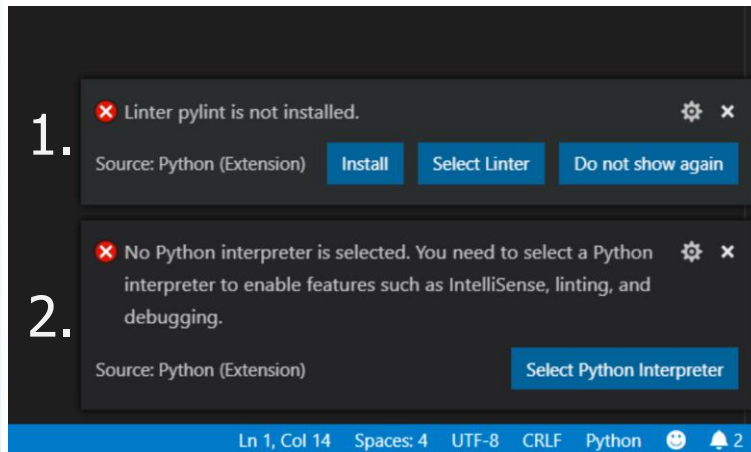 1.
Linter pylint is not installed.
Source: Python (Extension) Install Select Linter Do not show again
2.
No Python interpreter is selected. You need to select a Python
interpreter to enable features such as IntelliSense, linting, and
debugging.
Source: Python (Extension) Select Python Interpreter
Ln 1, Col 14 Spaces: 4 UTF-8 CRLF Python 2